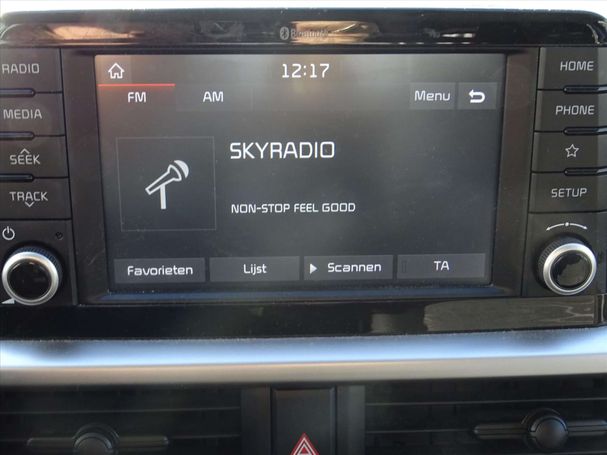 Bluetooth
12:17
RADIO
HOME
FM AM Menu
MEDIA
PHONE
SKYRADIO
SEEK
TRACK
SETUP
NON-STOP FEEL GOOD
Favorieten Lijst Scannen TA